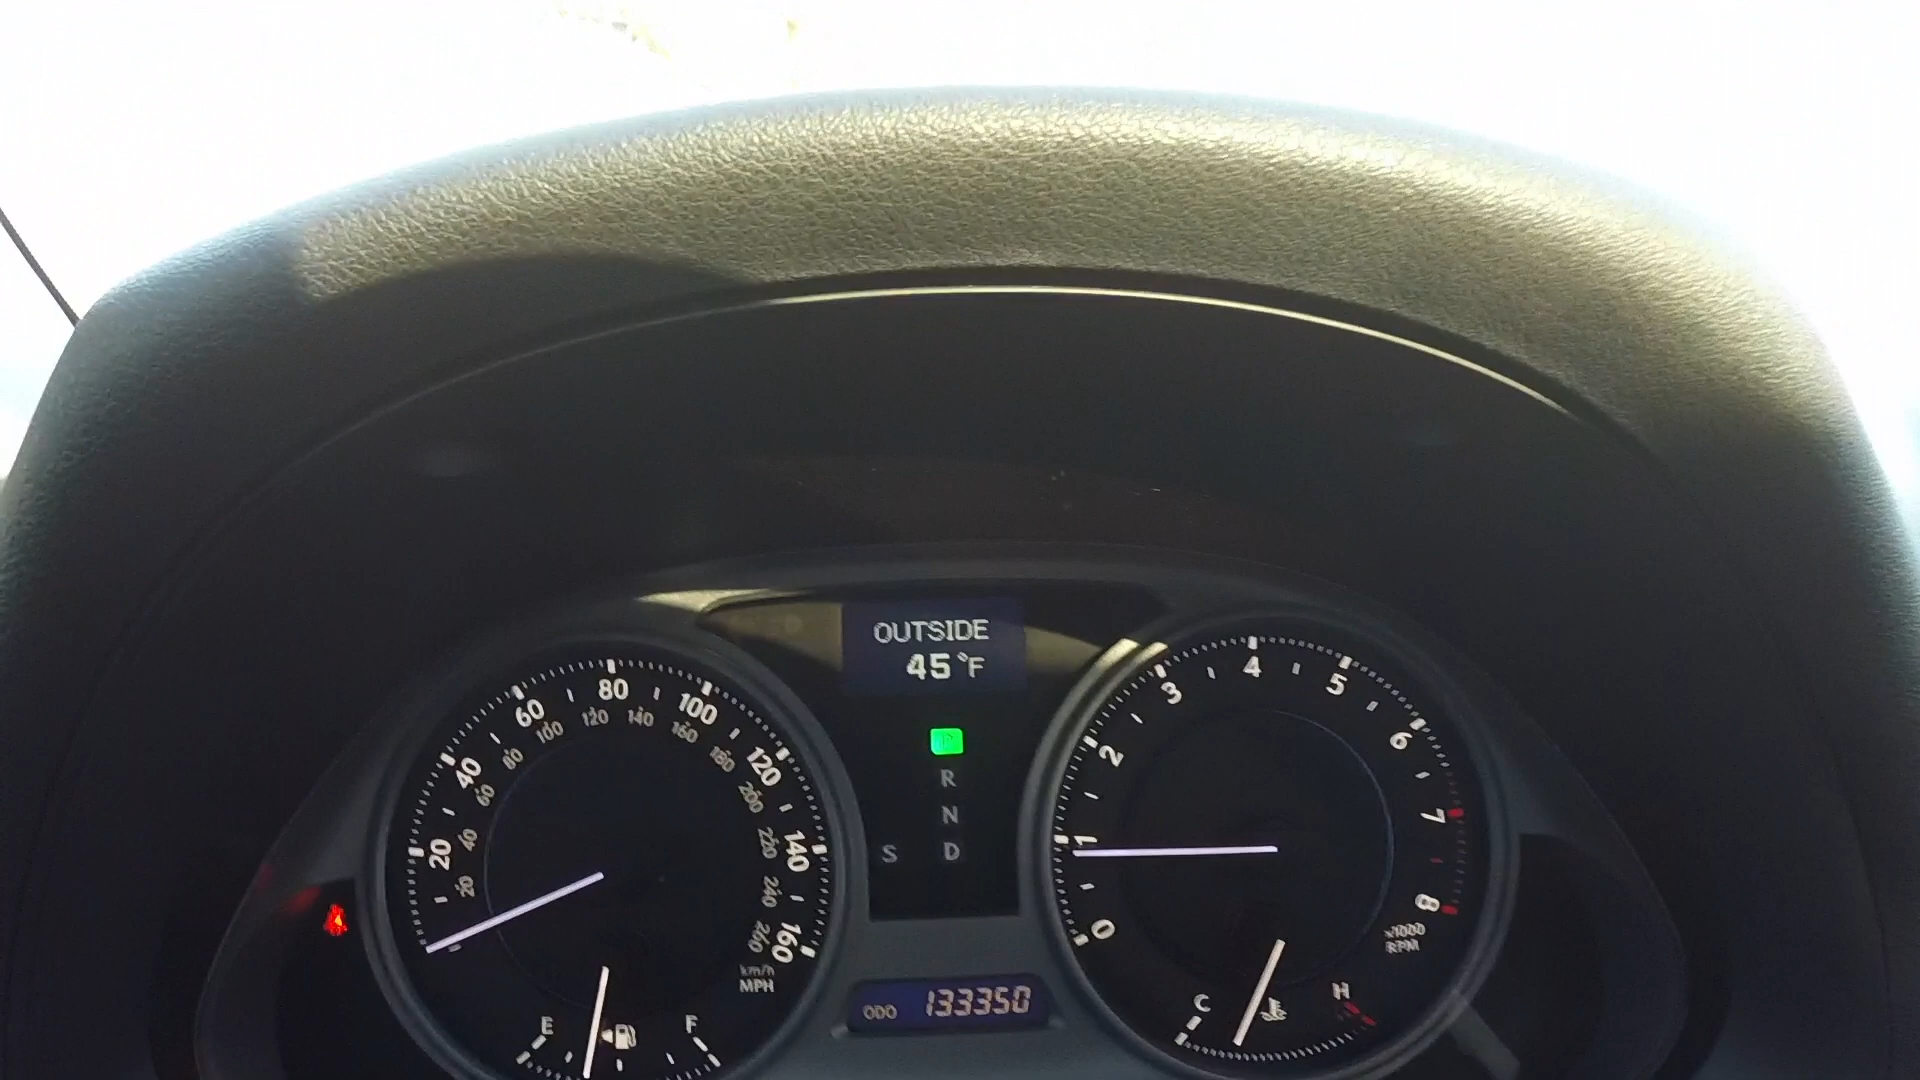 OUTSIDE
45°F
P
R
N
S D
ODO 133350
20 40 60 80 100 120 140 160
20 40 60 80 100 120 140 160 180 200 220 240 260
km/h
MPH
E F
0 1 2 3 4 5 6 7 8
x1000
RPM
C H